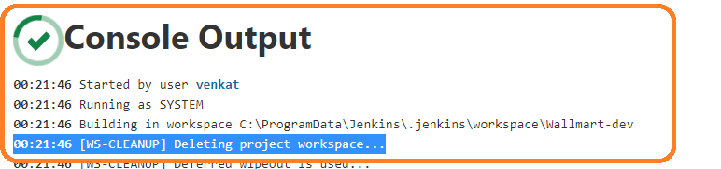 Console Output
00:21:46 Started by user venkat
00:21:46 Running as SYSTEM
00:21:46 Building in workspace C:\ProgramData\Jenkins\.jenkins\workspace\Wallmart-dev
00:21:46 [WS-CLEANUP] Deleting project workspace...
00:21:46 [WS-CLEANUP] Deferred wipeout is used...